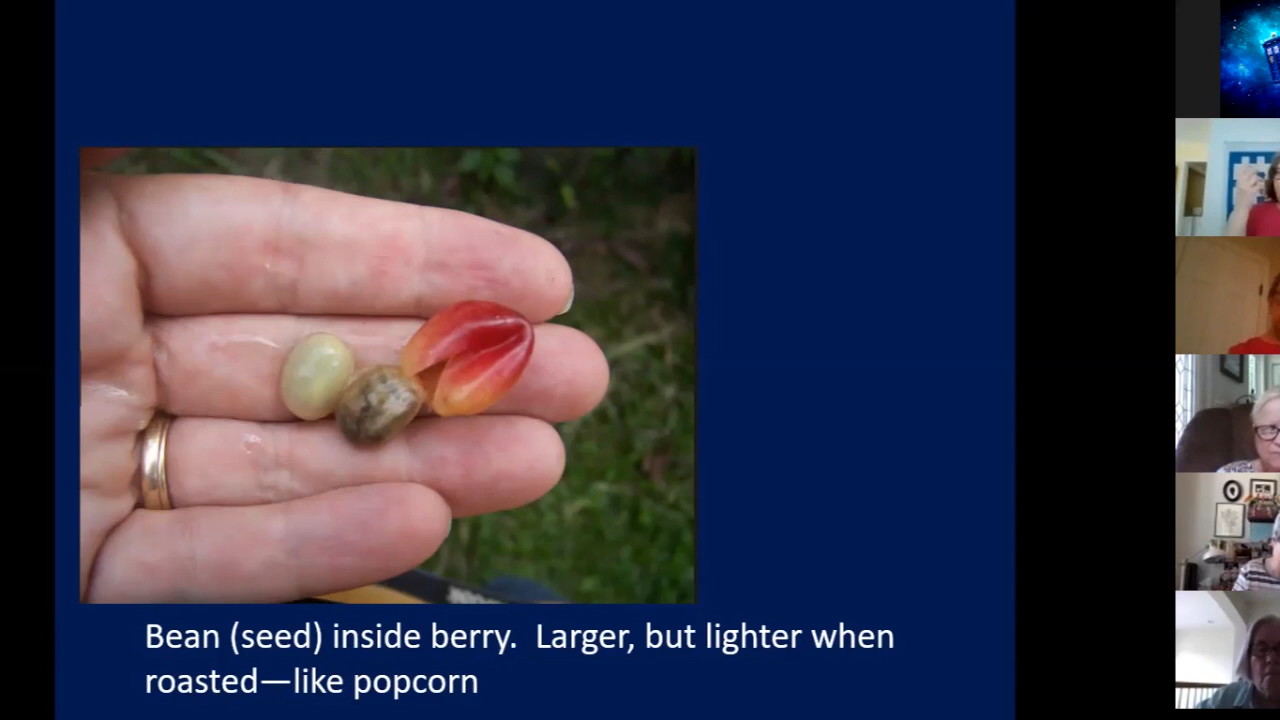 Bean (seed) inside berry.  Larger, but lighter when
roasted—like popcorn